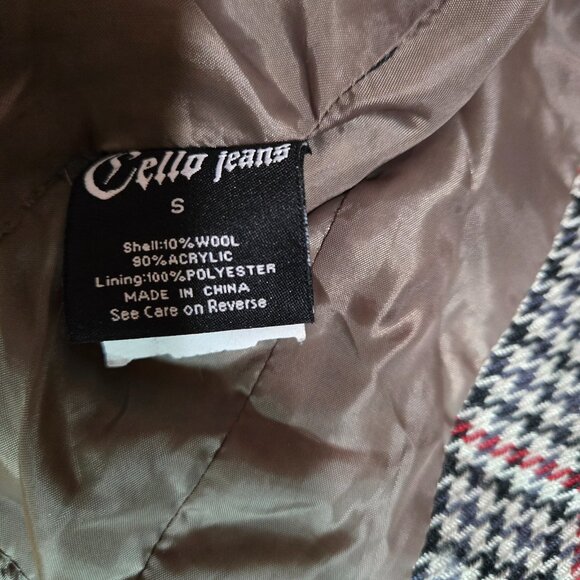 Cello jeans
S
Shell:10%WOOL
90%ACRYLIC
Lining:100%POLYESTER
MADE IN CHINA
See Care on Reverse